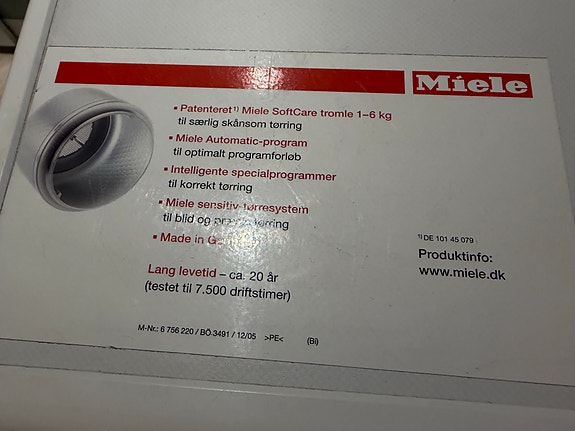 Miele
▪ Patenteret¹⁾ Miele SoftCare tromle 1–6 kg
til særlig skånsom tørring
▪ Miele Automatic-program
til optimalt programforløb
▪ Intelligente specialprogrammer
til korrekt tørring
▪ Miele sensitiv-tørresystem
til blid og tørring
▪ Made in
¹⁾ DE 101 45 079
Produktinfo:
www.miele.dk
Lang levetid – ca. 20 år
(testet til 7.500 driftstimer)
M-Nr.: 6 756 220 / BÖ 3491 / 12/05 >PE< (Bi)